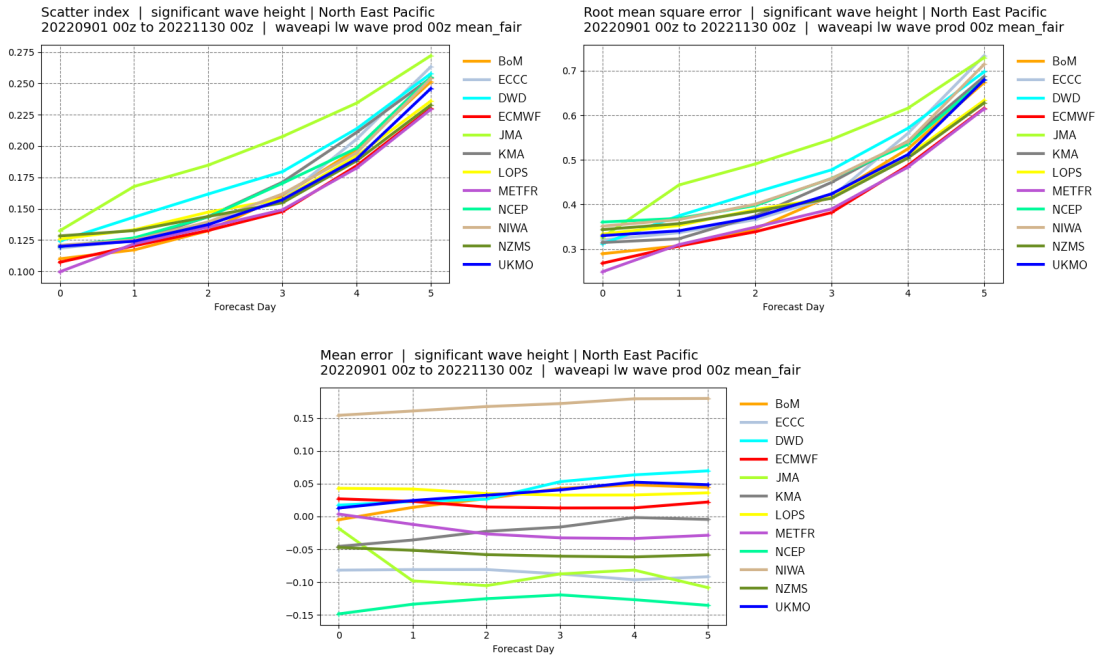 Scatter index | significant wave height | North East Pacific
20220901 00z to 20221130 00z | waveapi lw wave prod 00z mean_fair
0.275
0.250
0.225
0.200
0.175
0.150
0.125
0.100
0 1 2 3 4 5
Forecast Day
BoM
ECCC
DWD
ECMWF
JMA
KMA
LOPS
METFR
NCEP
NIWA
NZMS
UKMO
Root mean square error | significant wave height | North East Pacific
20220901 00z to 20221130 00z | waveapi lw wave prod 00z mean_fair
0.7
0.6
0.5
0.4
0.3
0 1 2 3 4 5
Forecast Day
BoM
ECCC
DWD
ECMWF
JMA
KMA
LOPS
METFR
NCEP
NIWA
NZMS
UKMO
Mean error | significant wave height | North East Pacific
20220901 00z to 20221130 00z | waveapi lw wave prod 00z mean_fair
0.15
0.10
0.05
0.00
−0.05
−0.10
−0.15
0 1 2 3 4 5
Forecast Day
BoM
ECCC
DWD
ECMWF
JMA
KMA
LOPS
METFR
NCEP
NIWA
NZMS
UKMO